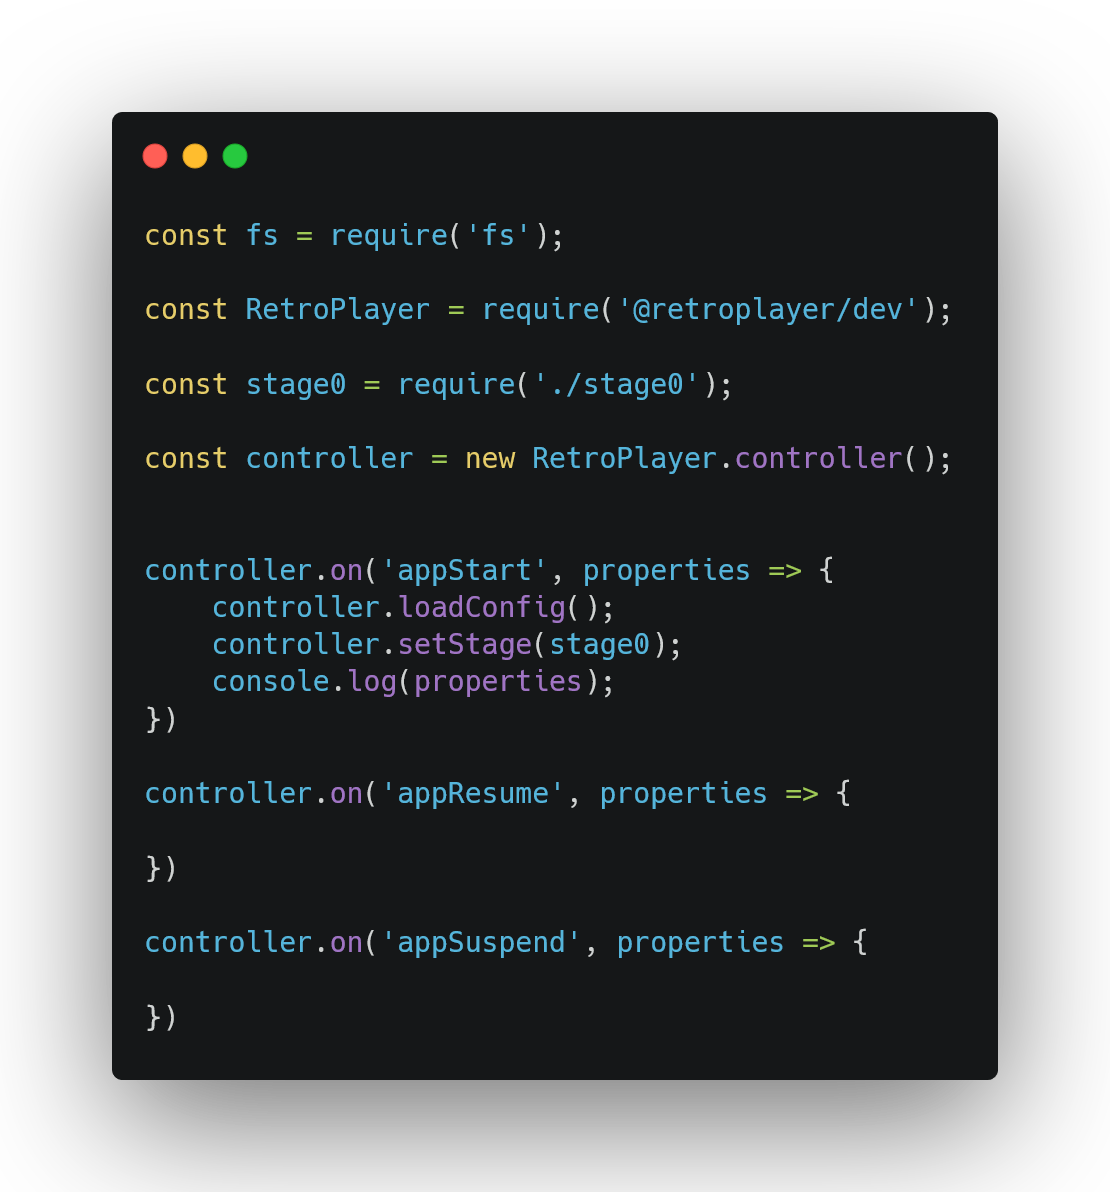 const fs = require('fs');
const RetroPlayer = require('@retroplayer/dev');
const stage0 = require('./stage0');
const controller = new RetroPlayer.controller();
controller.on('appStart', properties => {
    controller.loadConfig();
    controller.setStage(stage0);
    console.log(properties);
})
controller.on('appResume', properties => {
})
controller.on('appSuspend', properties => {
})